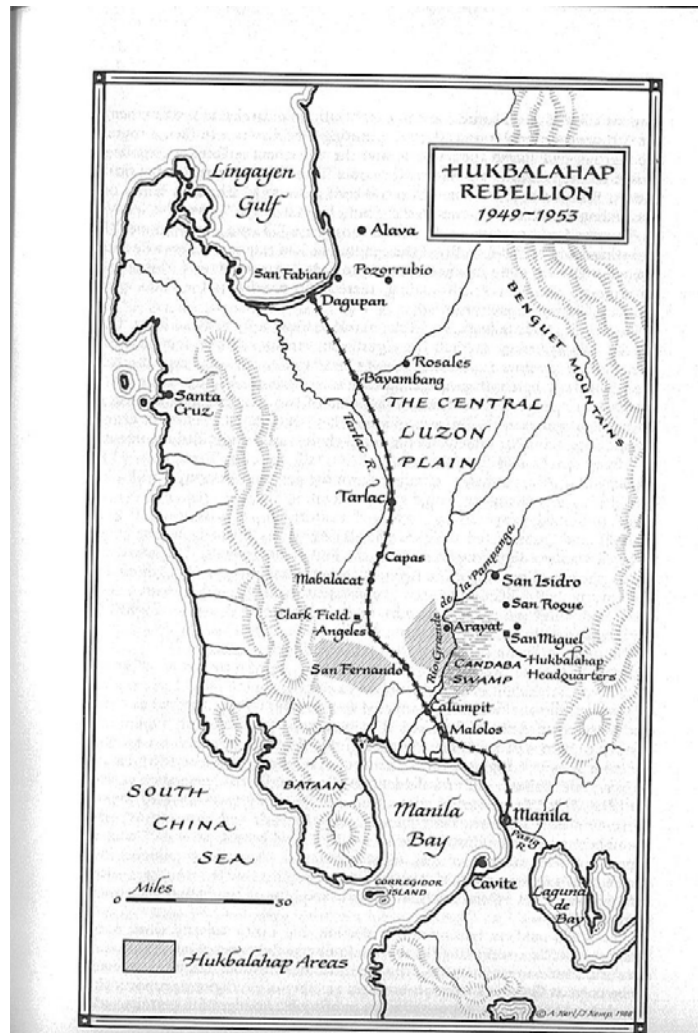 HUKBALAHAP
REBELLION
1949~1953
Lingayen
Gulf
Alava
San Fabian
Pozorrubio
Dagupan
BENGUET MOUNTAINS
Rosales
Bayambang
Santa
Cruz
THE CENTRAL
LUZON
PLAIN
Tarlac R.
Tarlac
Capas
Mabalacat
Rio Grande de la Pampanga
San Isidro
San Roque
Clark Field
Angeles
Arayat
San Miguel
Hukbalahap
Headquarters
San Fernando
CANDABA
SWAMP
Calumpit
Malolos
BATAAN
SOUTH
CHINA
SEA
Manila
Bay
Manila
Pasig
R.
CORREGIDOR
ISLAND
Cavite
Laguna
de
Bay
Miles
0 30
Hukbalahap Areas